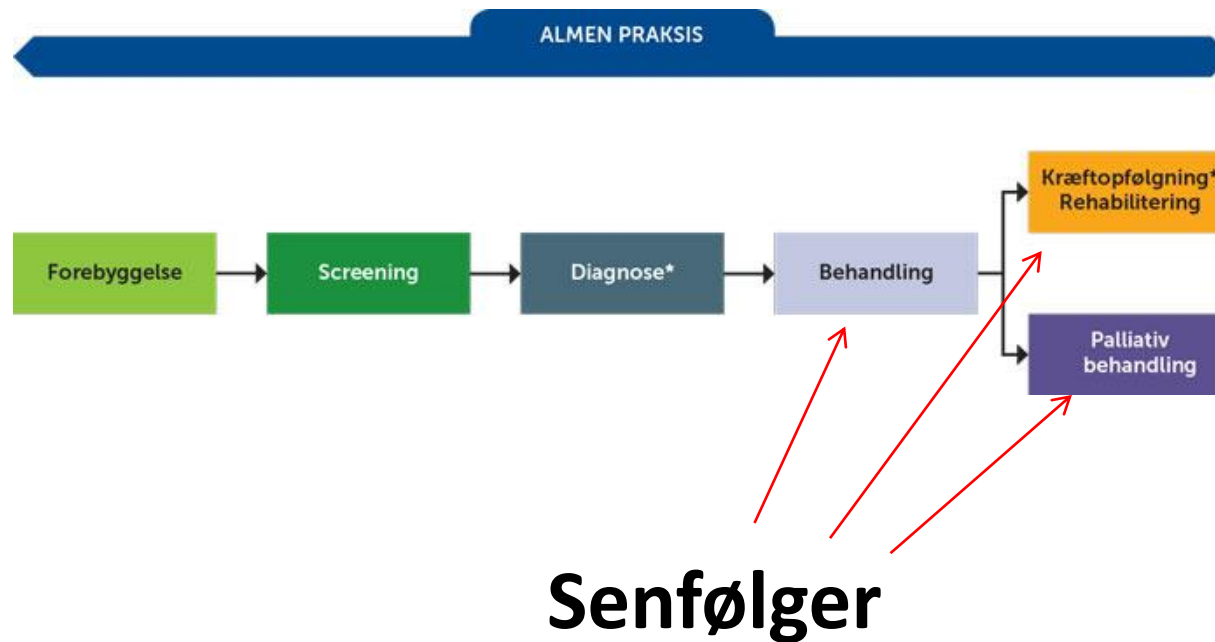 ALMEN PRAKSIS
Kræftopfølgning*
Rehabilitering
Forebyggelse
Screening
Diagnose*
Behandling
Palliativ
behandling
Senfølger